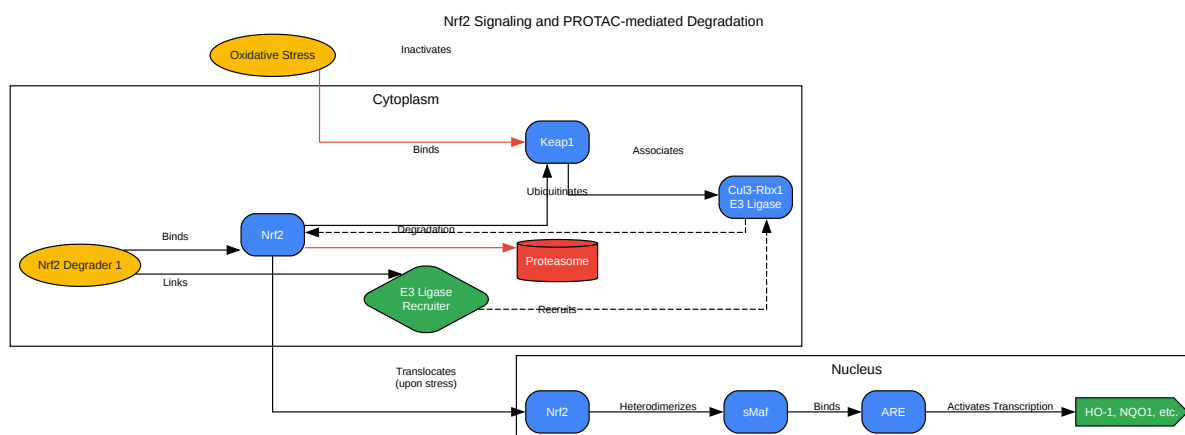 Nrf2 Signaling and PROTAC-mediated Degradation
Oxidative Stress
Inactivates
Cytoplasm
Keap1
Binds
Associates
Ubiquitinates
Cul3-Rbx1
E3 Ligase
Nrf2
Degradation
Binds
Nrf2 Degrader 1
Proteasome
Links
E3 Ligase
Recruiter
Recruits
Translocates
(upon stress)
Nucleus
Nrf2
Heterodimerizes
sMaf
Binds
ARE
Activates Transcription
HO-1, NQO1, etc.